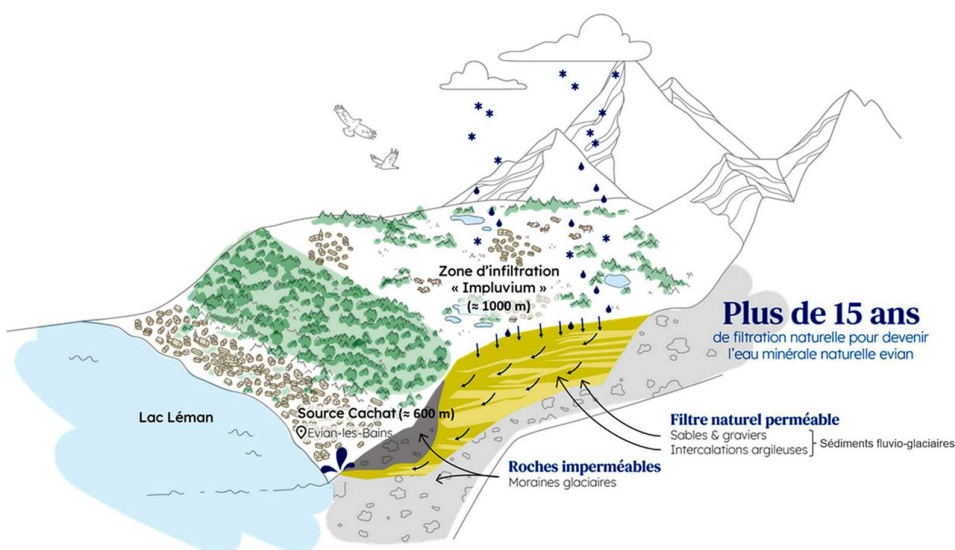 Zone d'infiltration
« Impluvium »
(≈ 1000 m)
Plus de 15 ans
de filtration naturelle pour devenir
l'eau minérale naturelle evian
Lac Léman
Source Cachat (≈ 600 m)
Evian-les-Bains
Filtre naturel perméable
Sables & graviers
Intercalations argileuses
Sédiments fluvio-glaciaires
Roches imperméables
Moraines glaciaires